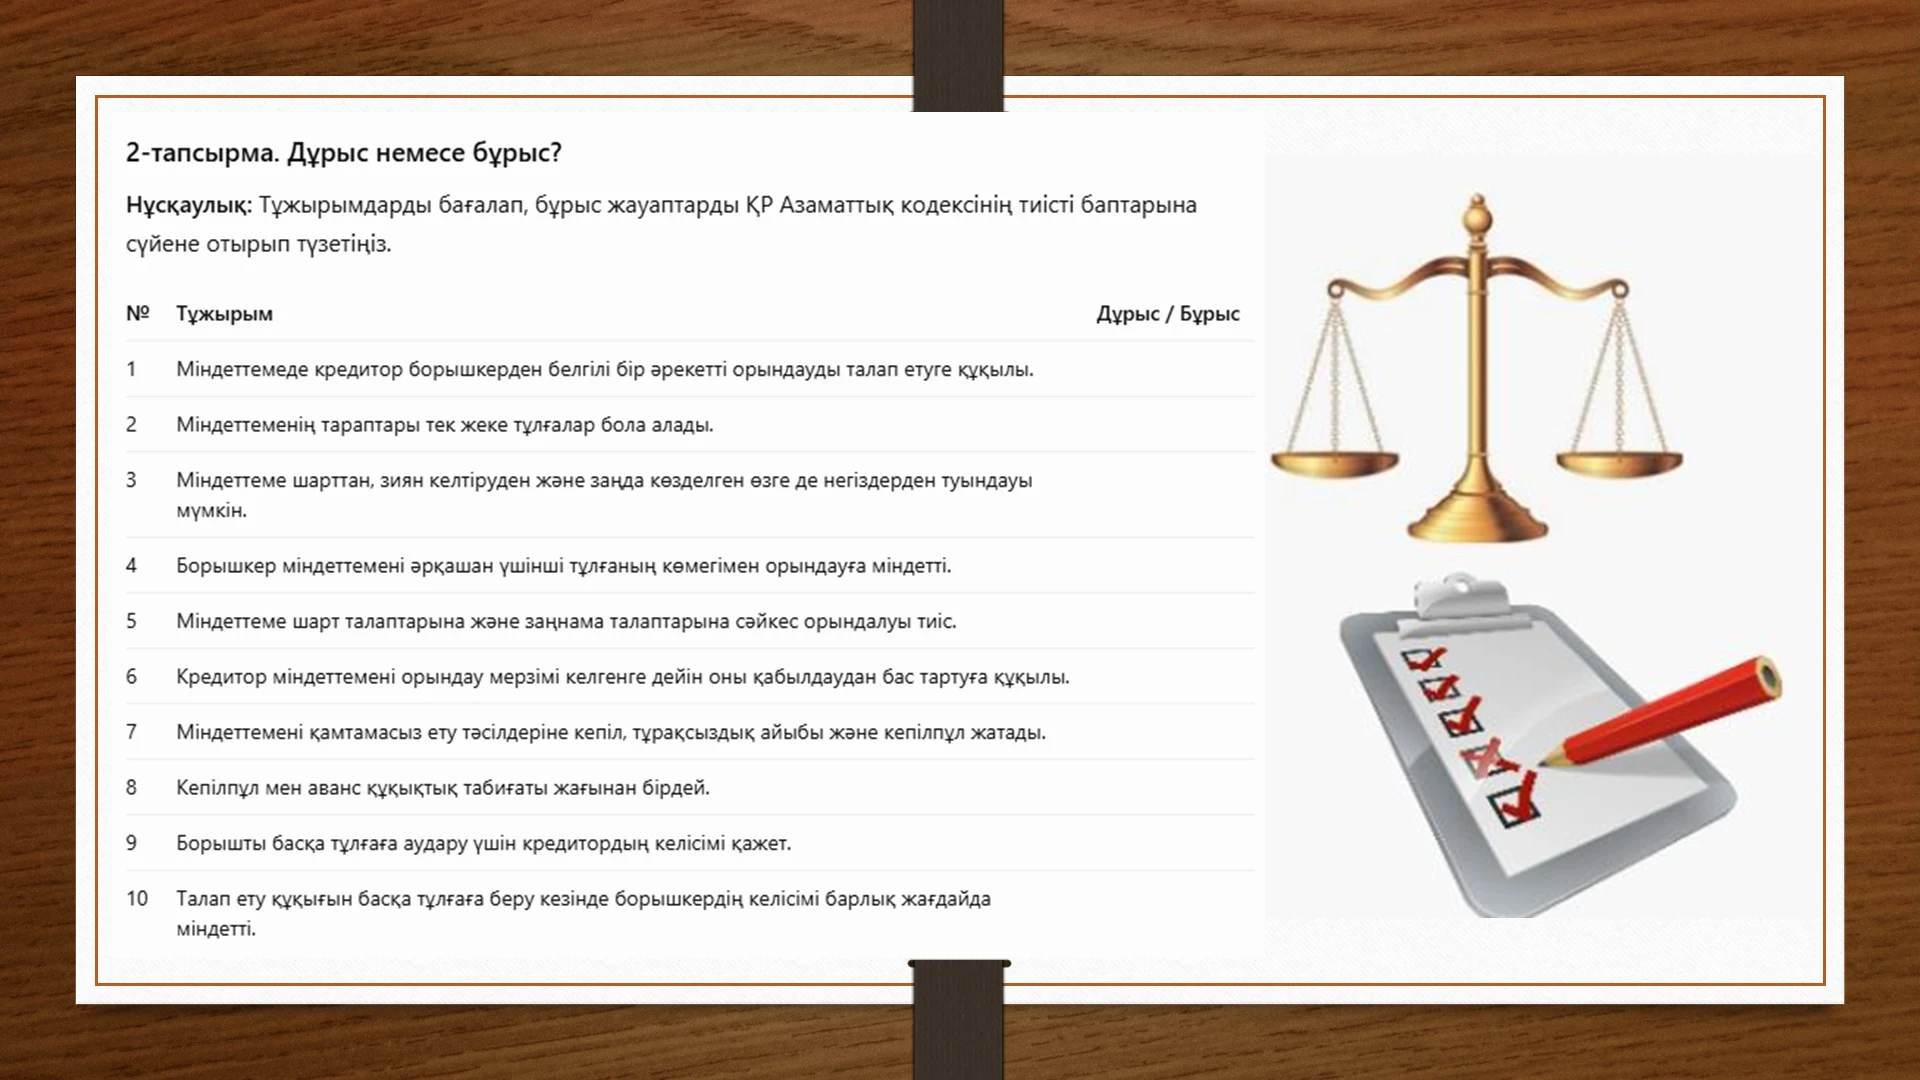 2-тапсырма. Дұрыс немесе бұрыс?
Нұсқаулық: Тұжырымдарды бағалап, бұрыс жауаптарды ҚР Азаматтық кодексінің тиісті баптарына
сүйене отырып түзетіңіз.
№ Тұжырым Дұрыс / Бұрыс
1 Міндеттемеде кредитор борышкерден белгілі бір әрекетті орындауды талап етуге құқылы.
2 Міндеттеменің тараптары тек жеке тұлғалар бола алады.
3 Міндеттеме шарттан, зиян келтіруден және заңда көзделген өзге де негіздерден туындауы
мүмкін.
4 Борышкер міндеттемені әрқашан үшінші тұлғаның көмегімен орындауға міндетті.
5 Міндеттеме шарт талаптарына және заңнама талаптарына сәйкес орындалуы тиіс.
6 Кредитор міндеттемені орындау мерзімі келгенге дейін оны қабылдаудан бас тартуға құқылы.
7 Міндеттемені қамтамасыз ету тәсілдеріне кепіл, тұрақсыздық айыбы және кепілпұл жатады.
8 Кепілпұл мен аванс құқықтық табиғаты жағынан бірдей.
9 Борышты басқа тұлғаға аудару үшін кредитордың келісімі қажет.
10 Талап ету құқығын басқа тұлғаға беру кезінде борышкердің келісімі барлық жағдайда
міндетті.